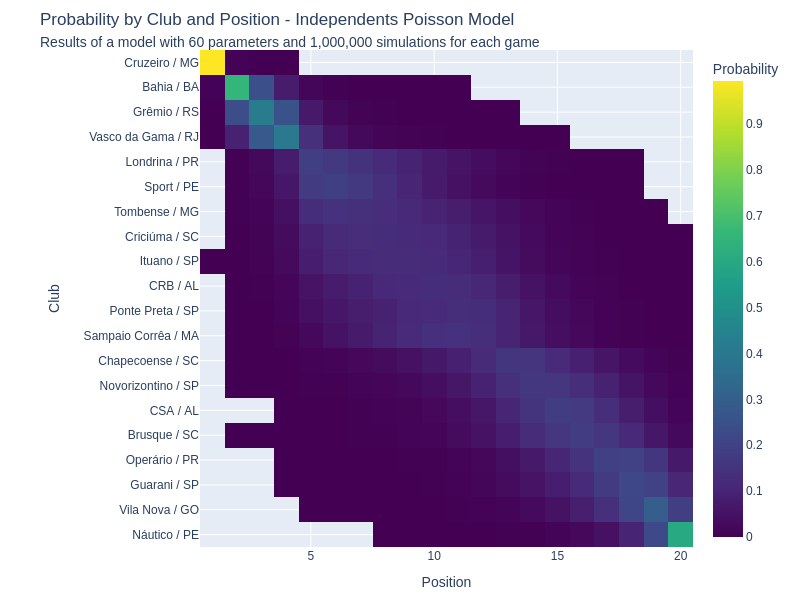 Probability by Club and Position - Independents Poisson Model
Results of a model with 60 parameters and 1,000,000 simulations for each game
Probability
Cruzeiro / MG
Bahia / BA
Grêmio / RS
Vasco da Gama / RJ
Londrina / PR
Sport / PE
Tombense / MG
Criciúma / SC
Ituano / SP
CRB / AL
Ponte Preta / SP
Sampaio Corrêa / MA
Chapecoense / SC
Novorizontino / SP
CSA / AL
Brusque / SC
Operário / PR
Guarani / SP
Vila Nova / GO
Náutico / PE
Club
5 10 15 20
Position
0.9
0.8
0.7
0.6
0.5
0.4
0.3
0.2
0.1
0